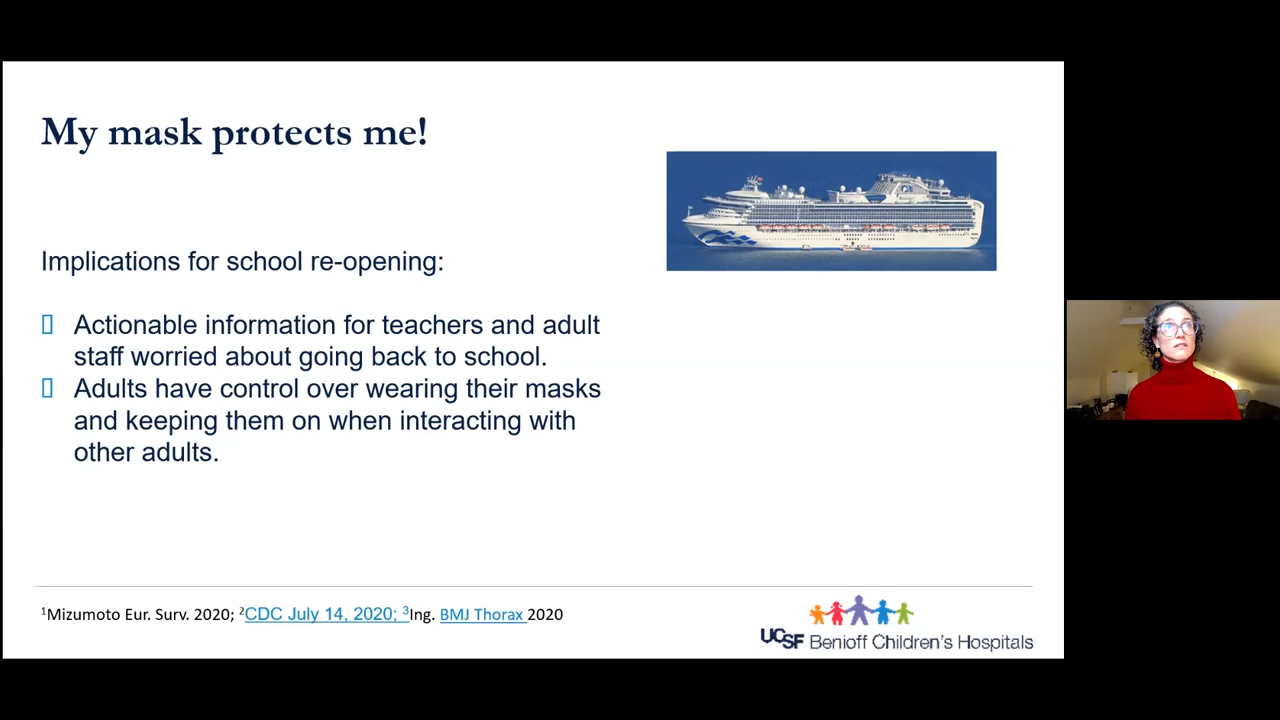 My mask protects me!
Implications for school re-opening:
Actionable information for teachers and adult
staff worried about going back to school.
Adults have control over wearing their masks
and keeping them on when interacting with
other adults.
¹Mizumoto Eur. Surv. 2020; ²CDC July 14, 2020; ³Ing. BMJ Thorax 2020
UCSF Benioff Children's Hospitals